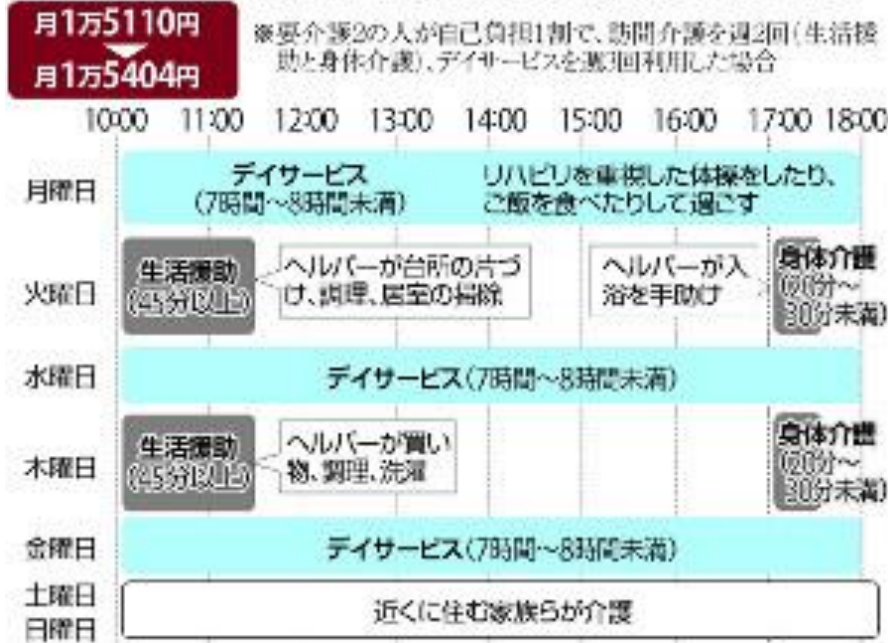 月1万5110円
月1万5404円
※要介護2の人が自己負担1割で、訪問介護を週2回(生活援
助と身体介護)、デイサービスを週3回利用した場合
10:00 11:00 12:00 13:00 14:00 15:00 16:00 17:00 18:00
月曜日
デイサービス
(7時間〜8時間未満)
リハビリを重視した体操をしたり、
ご飯を食べたりして過ごす
火曜日
生活援助
(45分以上)
ヘルパーが台所の片づ
け、調理、居室の掃除
ヘルパーが入
浴を手助け
身体介護
(20分〜
30分未満)
水曜日
デイサービス(7時間〜8時間未満)
木曜日
生活援助
(45分以上)
ヘルパーが買い
物、調理、洗濯
身体介護
(20分〜
30分未満)
金曜日
デイサービス(7時間〜8時間未満)
土曜日
日曜日
近くに住む家族らが介護